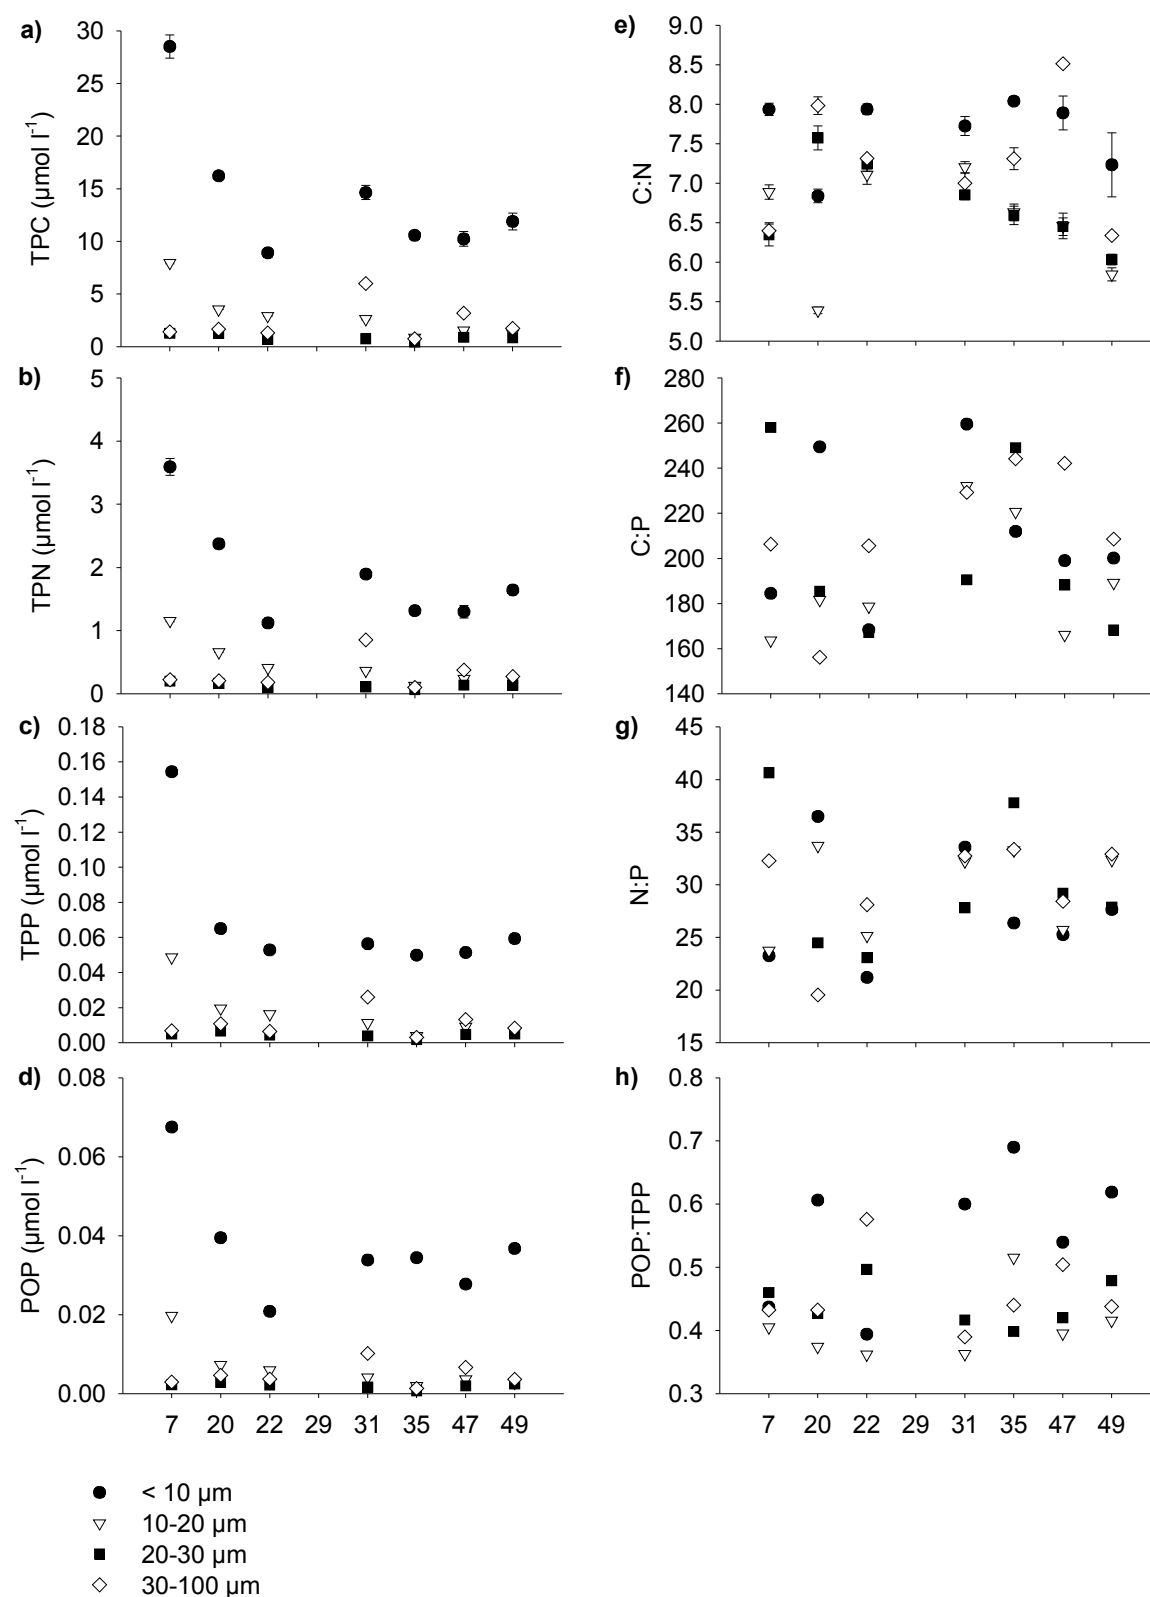 a)
TPC (µmol l-1)
30
25
20
15
10
5
0
b)
TPN (µmol l-1)
5
4
3
2
1
0
c)
TPP (µmol l-1)
0.18
0.16
0.14
0.12
0.10
0.08
0.06
0.04
0.02
0.00
d)
POP (µmol l-1)
0.08
0.06
0.04
0.02
0.00
7 20 22 29 31 35 47 49
e)
C:N
9.0
8.5
8.0
7.5
7.0
6.5
6.0
5.5
5.0
f)
C:P
280
260
240
220
200
180
160
140
g)
N:P
45
40
35
30
25
20
15
h)
POP:TPP
0.8
0.7
0.6
0.5
0.4
0.3
7 20 22 29 31 35 47 49
< 10 µm
10-20 µm
20-30 µm
30-100 µm